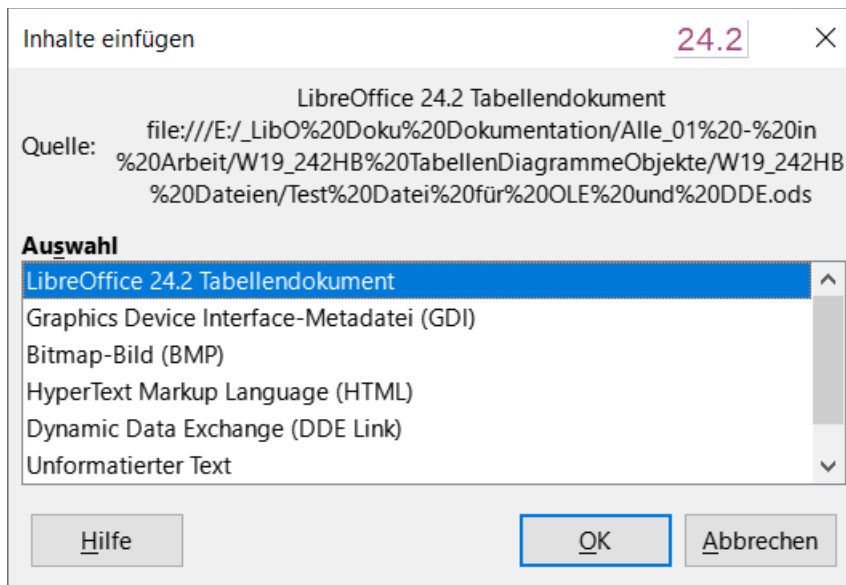 Inhalte einfügen 24.2
LibreOffice 24.2 Tabellendokument
Quelle: file:///E:/_LibO%20Doku%20Dokumentation/Alle_01%20-%20in
%20Arbeit/W19_242HB%20TabellenDiagrammeObjekte/W19_242HB
%20Dateien/Test%20Datei%20für%20OLE%20und%20DDE.ods
Auswahl
LibreOffice 24.2 Tabellendokument
Graphics Device Interface-Metadatei (GDI)
Bitmap-Bild (BMP)
HyperText Markup Language (HTML)
Dynamic Data Exchange (DDE Link)
Unformatierter Text
Hilfe OK Abbrechen